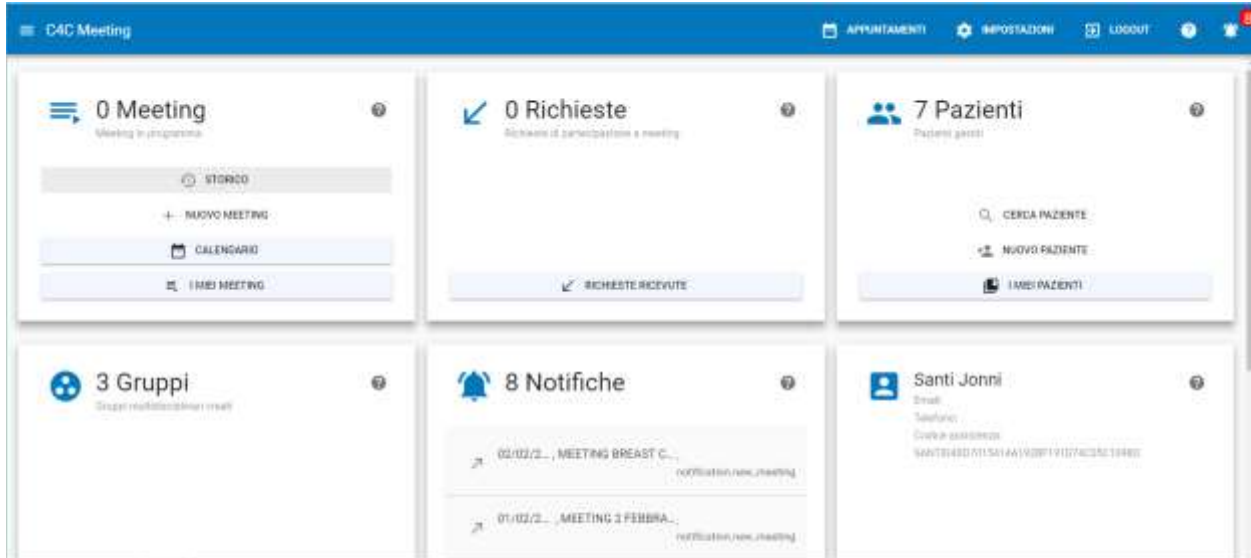 C4C Meeting
APPUNTAMENTI
IMPOSTAZIONI
LOGOUT
0 Meeting
Meeting in programma
STORICO
NUOVO MEETING
CALENDARIO
I MIEI MEETING
0 Richieste
Richieste di partecipazione a meeting
RICHIESTE RICEVUTE
7 Pazienti
Pazienti gestiti
CERCA PAZIENTE
NUOVO PAZIENTE
I MIEI PAZIENTI
3 Gruppi
Gruppi multidisciplinari creati
8 Notifiche
02/02/2... , MEETING BREAST C... ,
notification.new_meeting
01/02/2... , MEETING 2 FEBBRA... ,
notification.new_meeting
Santi Jonni
Email:
Telefono:
Codice assistenza: